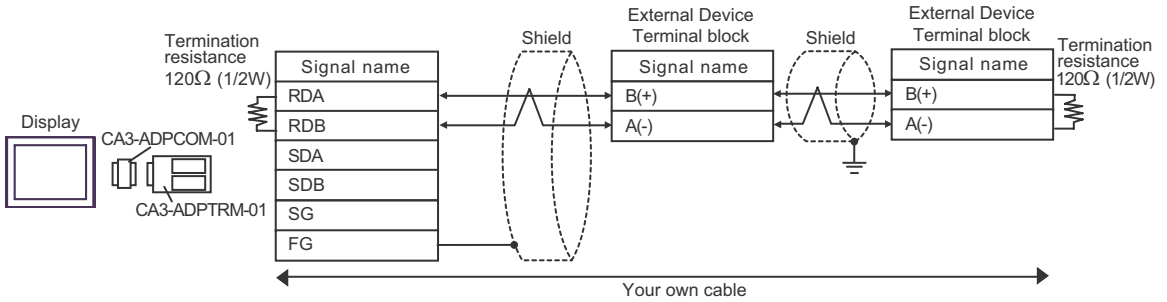 External Device
Terminal block
External Device
Terminal block
Termination
resistance
120Ω (1/2W)
Shield
Shield
Termination
resistance
120Ω (1/2W)
Signal name
RDA
RDB
SDA
SDB
SG
FG
Signal name
B(+)
A(-)
Signal name
B(+)
A(-)
Display
CA3-ADPCOM-01
CA3-ADPTRM-01
Your own cable